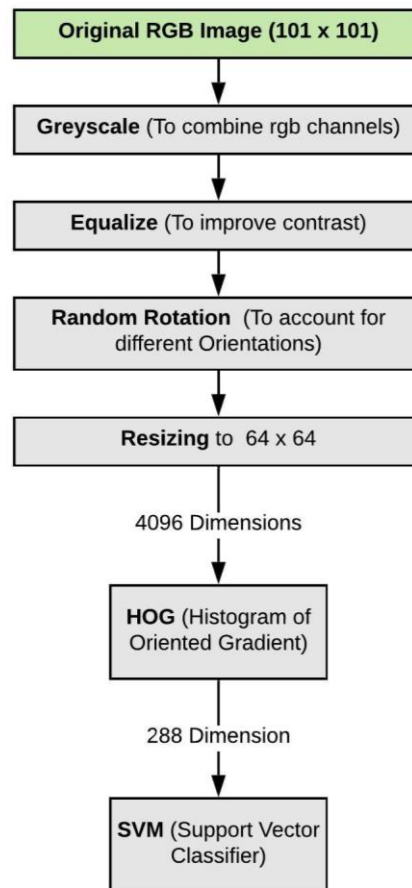 Original RGB Image (101 x 101)
Greyscale (To combine rgb channels)
Equalize (To improve contrast)
Random Rotation (To account for
different Orientations)
Resizing to 64 x 64
4096 Dimensions
HOG (Histogram of
Oriented Gradient)
288 Dimension
SVM (Support Vector
Classifier)